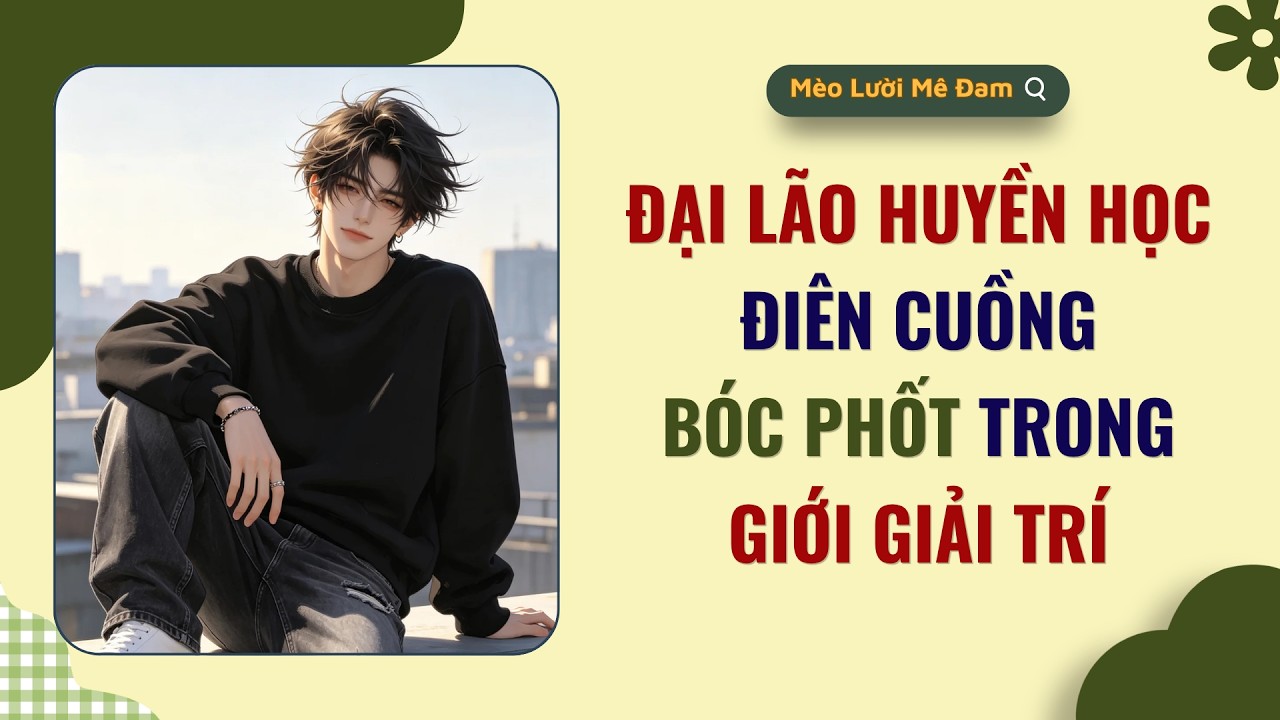 Mèo Lười Mê Đam
ĐẠI LÃO HUYỀN HỌC
ĐIÊN CUỒNG
BÓC PHỐT TRONG
GIỚI GIẢI TRÍ